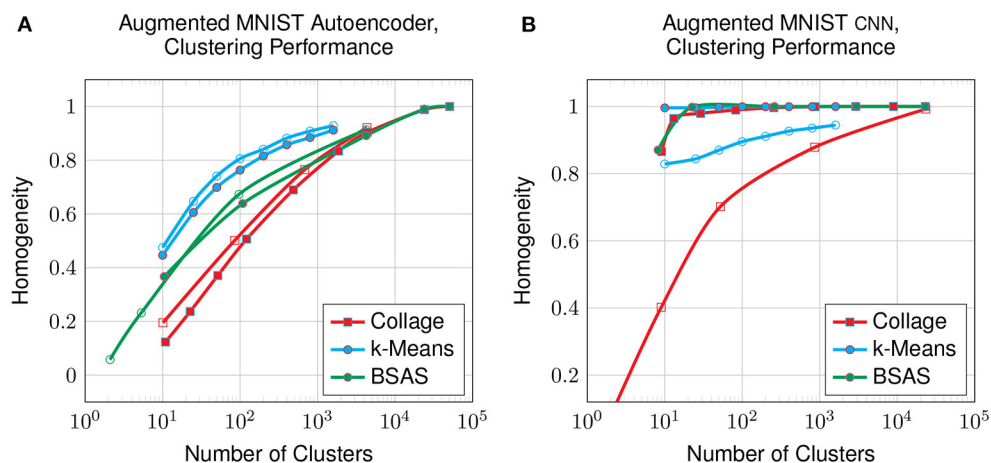 A
Augmented MNIST Autoencoder,
Clustering Performance
Homogeneity
1
0.8
0.6
0.4
0.2
0
10^0 10^1 10^2 10^3 10^4 10^5
Number of Clusters
Collage
k-Means
BSAS
B
Augmented MNIST CNN,
Clustering Performance
Homogeneity
1
0.8
0.6
0.4
0.2
10^0 10^1 10^2 10^3 10^4 10^5
Number of Clusters
Collage
k-Means
BSAS